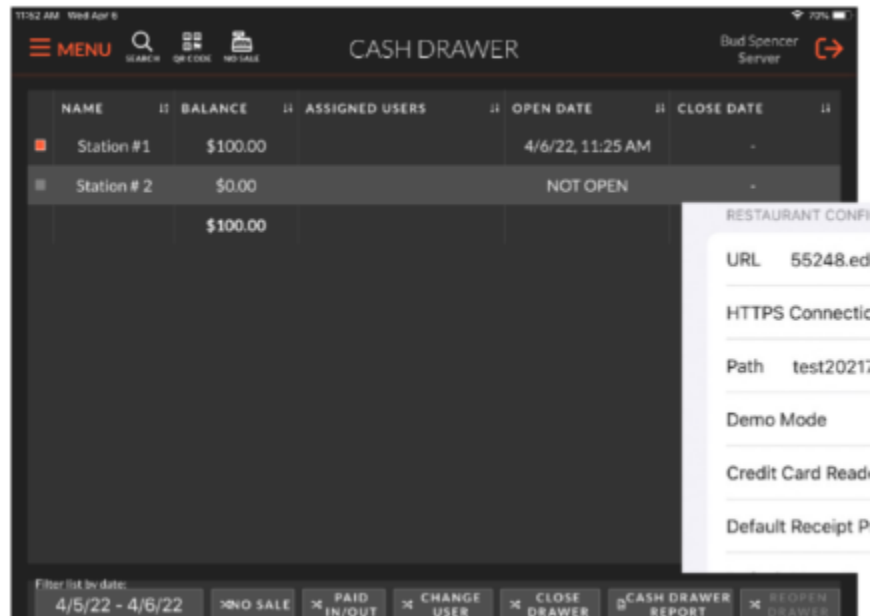 11:52 AM Wed Apr 6 70%
MENU SEARCH QR CODE NO SALE CASH DRAWER Bud Spencer Server
NAME BALANCE ASSIGNED USERS OPEN DATE CLOSE DATE
Station #1 $100.00 4/6/22, 11:25 AM -
Station # 2 $0.00 NOT OPEN -
$100.00
RESTAURANT CONFI
URL 55248.ed
HTTPS Connectio
Path test20217
Demo Mode
Credit Card Reade
Default Receipt P
Filter list by date:
4/5/22 - 4/6/22 NO SALE PAID IN/OUT CHANGE USER CLOSE DRAWER CASH DRAWER REPORT REOPEN DRAWER